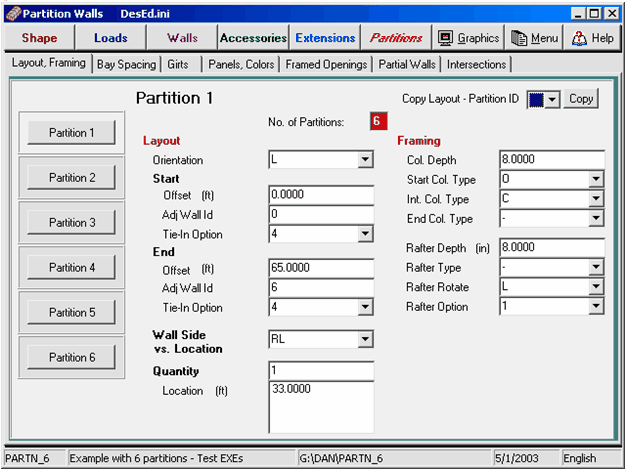 Partition Walls DesEd.ini
Shape Loads Walls Accessories Extensions Partitions Graphics Menu Help
Layout, Framing Bay Spacing Girts Panels, Colors Framed Openings Partial Walls Intersections
Partition 1
Copy Layout - Partition ID Copy
No. of Partitions: 6
Partition 1
Partition 2
Partition 3
Partition 4
Partition 5
Partition 6
Layout
Orientation L
Start
Offset (ft) 0.0000
Adj Wall Id 0
Tie-In Option 4
End
Offset (ft) 65.0000
Adj Wall Id 6
Tie-In Option 4
Wall Side
vs. Location RL
Quantity 1
Location (ft) 33.0000
Framing
Col. Depth 8.0000
Start Col. Type O
Int. Col. Type C
End Col. Type -
Rafter Depth (in) 8.0000
Rafter Type -
Rafter Rotate L
Rafter Option 1
PARTN_6 Example with 6 partitions - Test EXEs G:\DAN\PARTN_6 5/1/2003 English